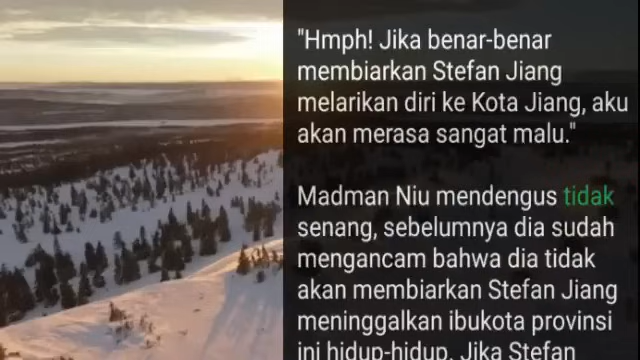 "Hmph! Jika benar-benar
membiarkan Stefan Jiang
melarikan diri ke Kota Jiang, aku
akan merasa sangat malu."
Madman Niu mendengus tidak
senang, sebelumnya dia sudah
mengancam bahwa dia tidak
akan membiarkan Stefan Jiang
meninggalkan ibukota provinsi
ini hidup-hidup. Jika Stefan